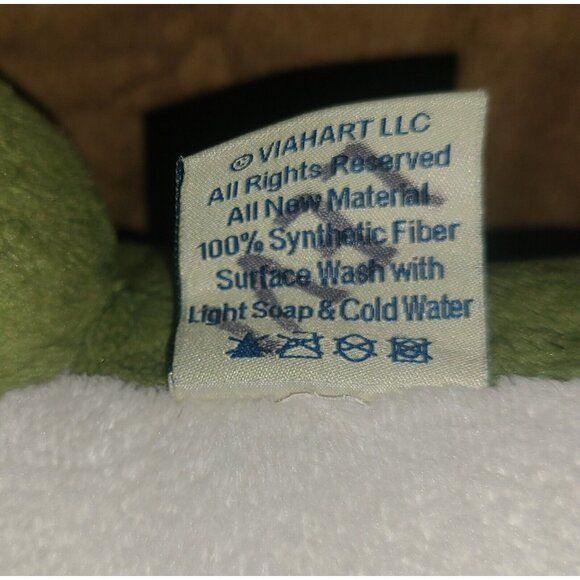 © VIAHART LLC
All Rights Reserved
All New Material
100% Synthetic Fiber
Surface Wash with
Light Soap & Cold Water